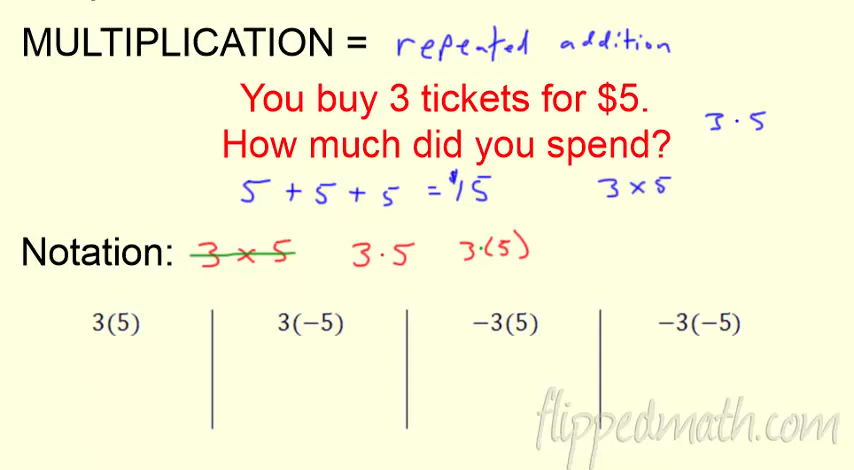 MULTIPLICATION = repeated addition
You buy 3 tickets for $5.
3 · 5
How much did you spend?
5 + 5 + 5 = $15
3 × 5
Notation: 3 × 5 3 · 5 3·(5)
3(5) 3(−5) −3(5) −3(−5)
flippedmath.com